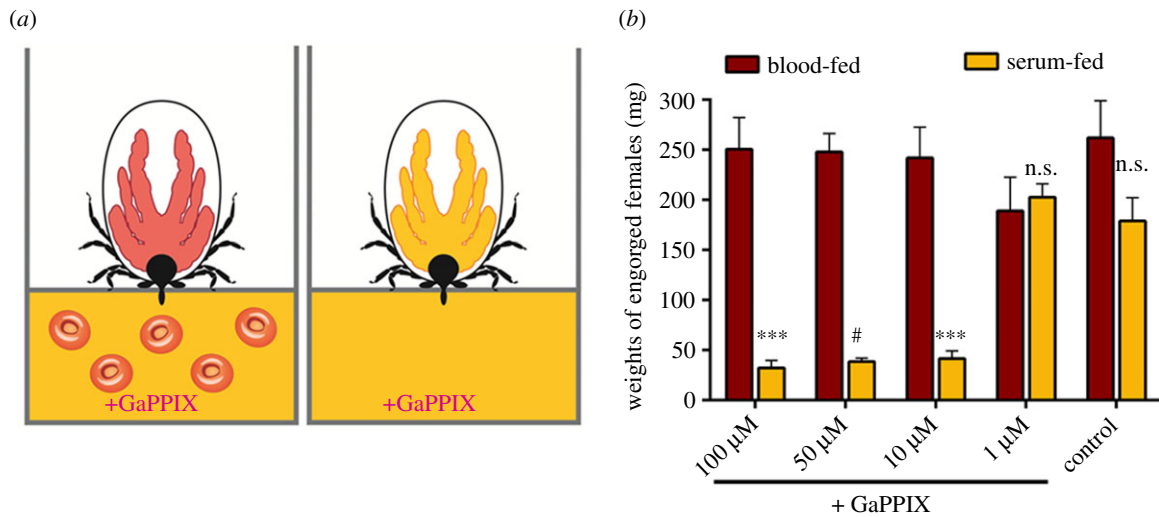 (a)
+GaPPIX
+GaPPIX
(b)
blood-fed
serum-fed
weights of engorged females (mg)
300
250
200
150
100
50
0
***
#
***
n.s.
n.s.
100 µM
50 µM
10 µM
1 µM
control
+ GaPPIX